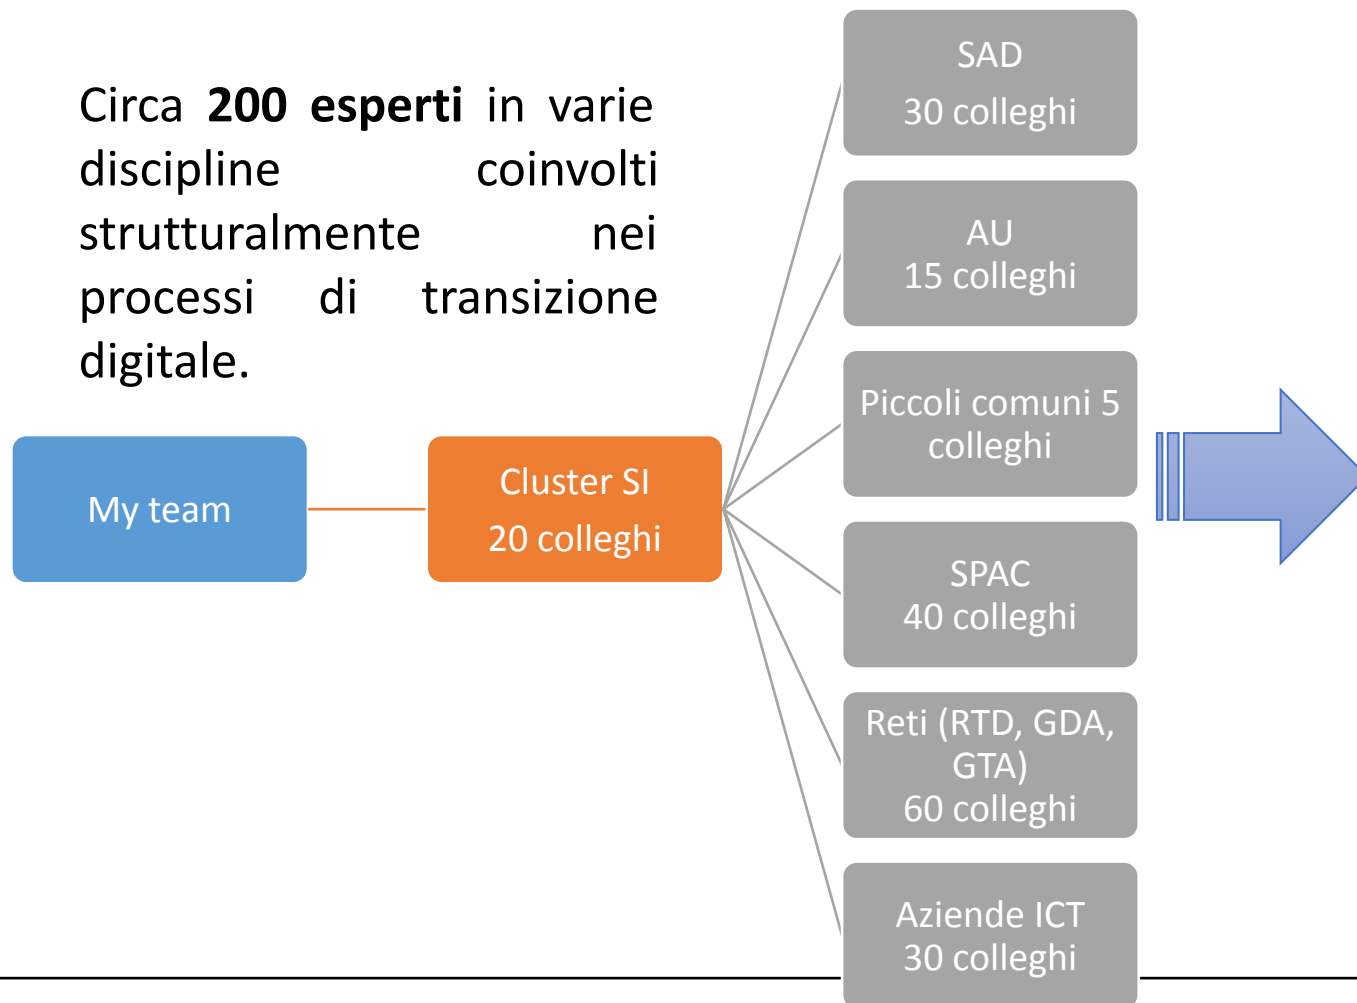 Circa 200 esperti in varie
discipline coinvolti
strutturalmente nei
processi di transizione
digitale.
My team
Cluster SI
20 colleghi
SAD
30 colleghi
AU
15 colleghi
Piccoli comuni 5
colleghi
SPAC
40 colleghi
Reti (RTD, GDA,
GTA)
60 colleghi
Aziende ICT
30 colleghi